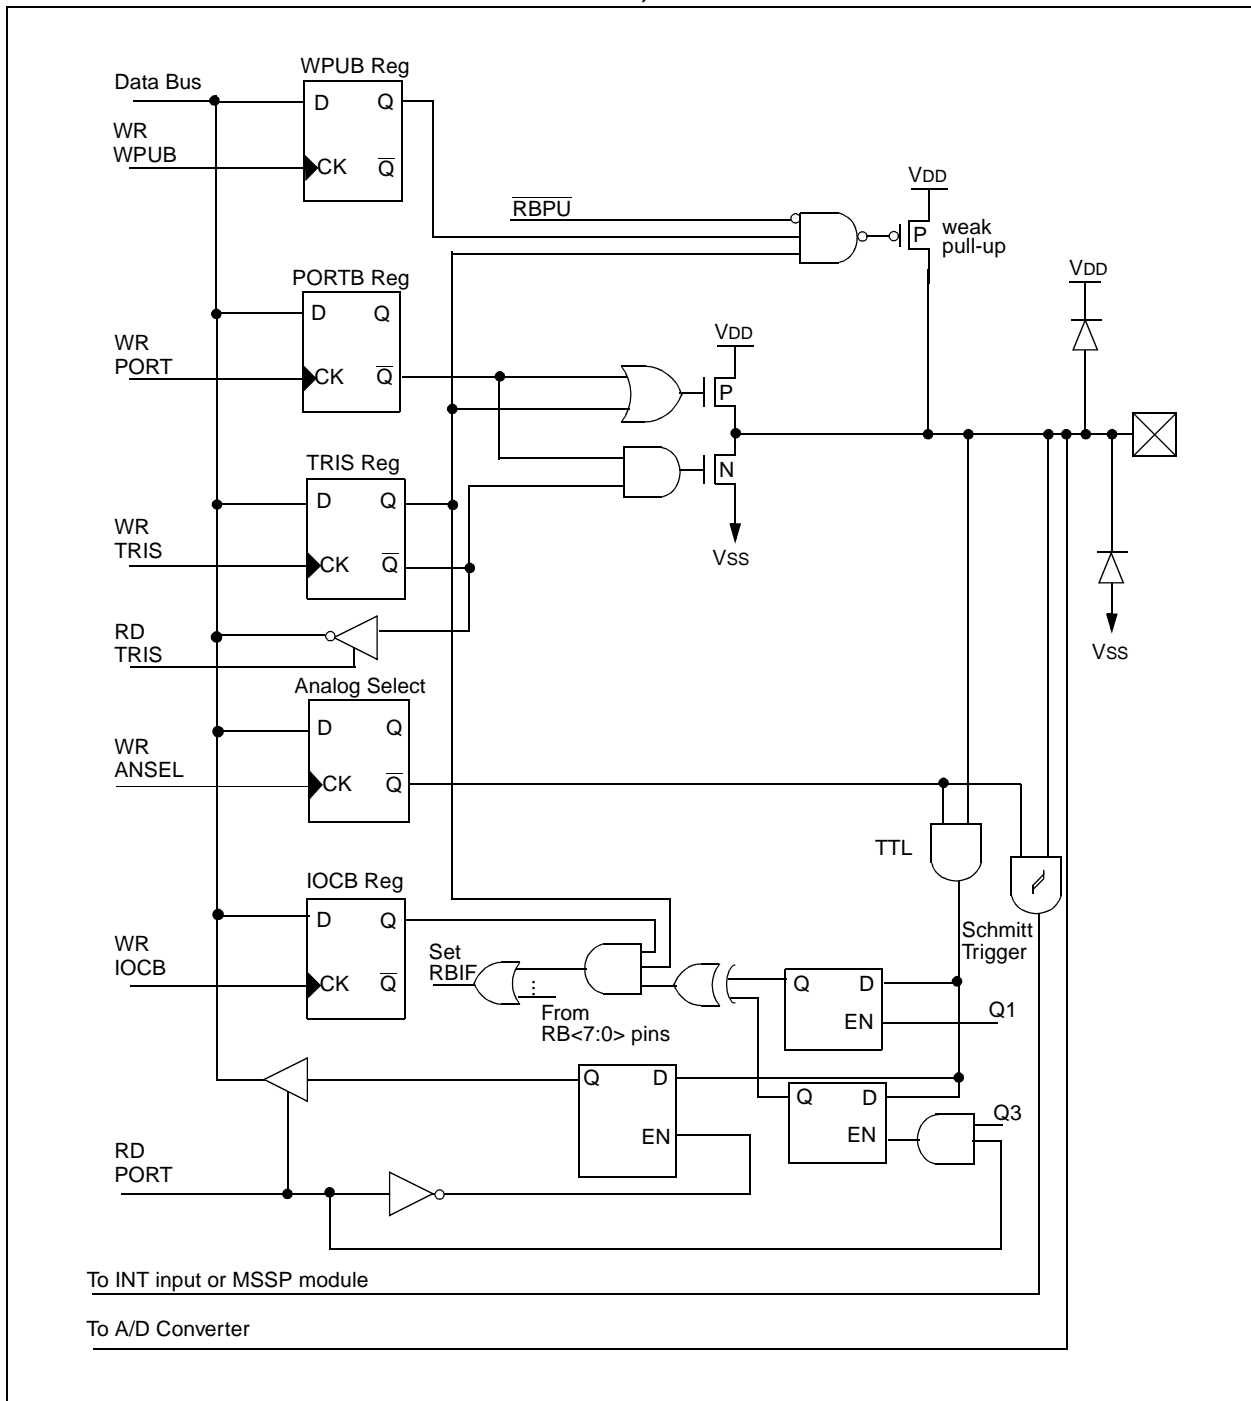 WPUB Reg
Data Bus
D Q
WR
WPUB
CK Q
VDD
RBPU
P weak
pull-up
PORTB Reg
VDD
D Q
WR
PORT
VDD
CK Q
P
TRIS Reg
N
D Q
WR
TRIS
CK Q
VSS
RD
TRIS
VSS
Analog Select
D Q
WR
ANSEL
CK Q
TTL
IOCB Reg
D Q
Schmitt
Trigger
WR
IOCB
Set
RBIF
CK Q
Q D
From
RB<7:0> pins
EN
Q1
Q D
Q D
Q3
EN
EN
RD
PORT
To INT input or MSSP module
To A/D Converter